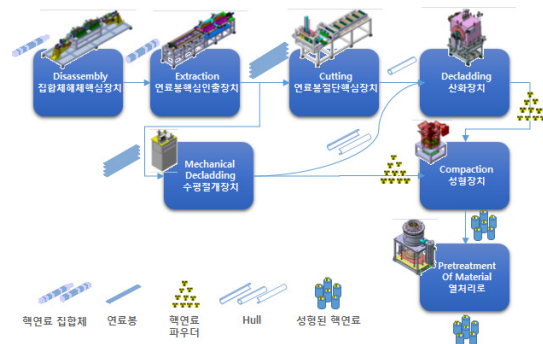 Disassembly
집합체해체핵심장치
Extraction
연료봉핵심인출장치
Cutting
연료봉절단핵심장치
Decladding
산화장치
Mechanical
Decladding
수평절개장치
Compaction
성형장치
Pretreatment
Of Material
열처리로
핵연료 집합체
연료봉
핵연료
파우더
Hull
성형된 핵연료